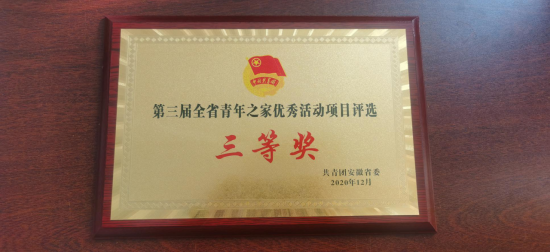 第三届全省青年之家优秀活动项目评选
三等奖
共青团安徽省委
2020年12月